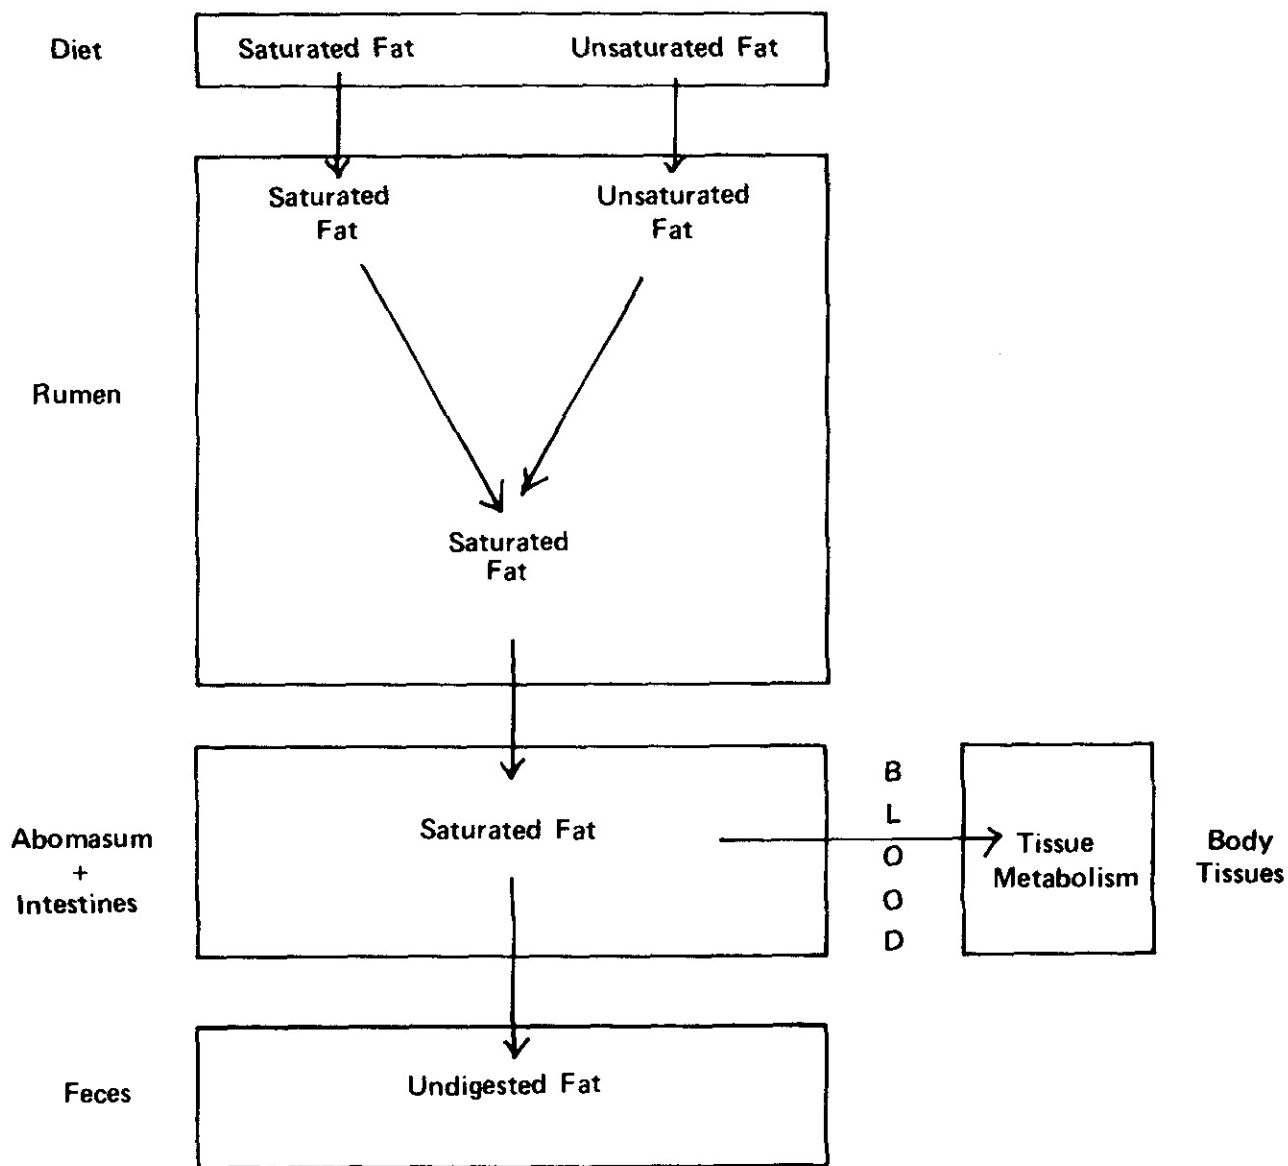 Diet
Saturated Fat
Unsaturated Fat
Saturated
Fat
Unsaturated
Fat
Rumen
Saturated
Fat
Abomasum
+
Intestines
Saturated Fat
B
L
O
O
D
Tissue
Metabolism
Body
Tissues
Feces
Undigested Fat